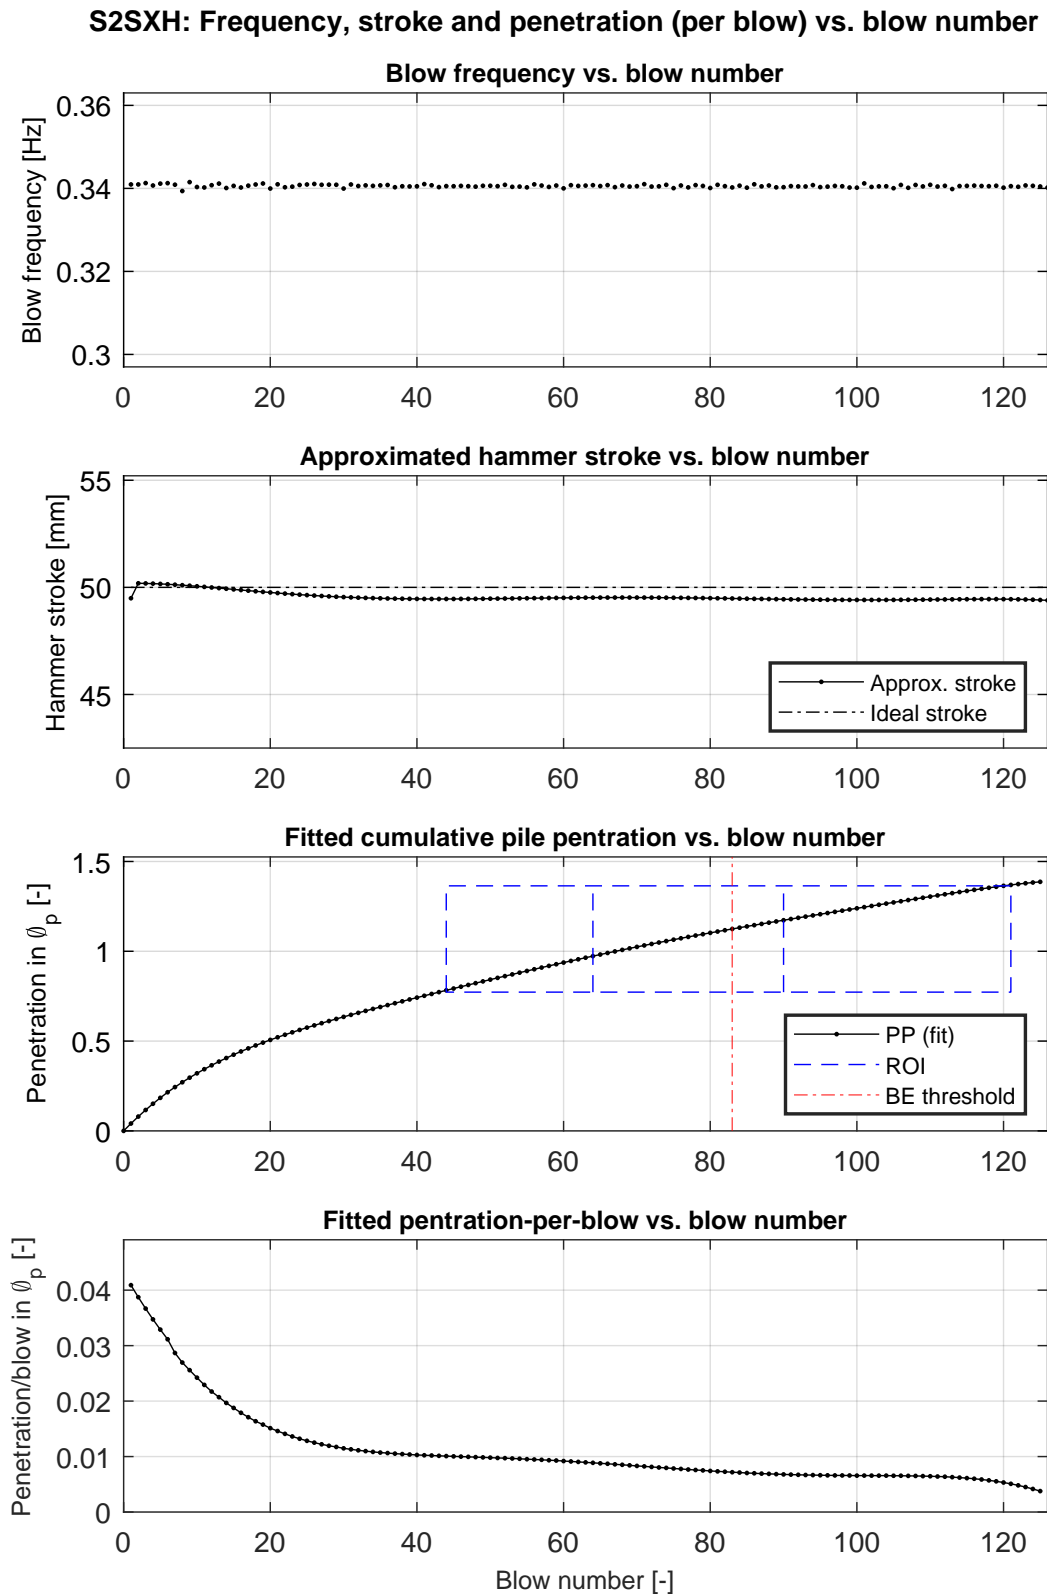 S2SXH: Frequency, stroke and penetration (per blow) vs. blow number
Blow frequency vs. blow number
Blow frequency [Hz]
0.36
0.34
0.32
0.3
0 20 40 60 80 100 120
Approximated hammer stroke vs. blow number
Hammer stroke [mm]
55
50
45
Approx. stroke
Ideal stroke
0 20 40 60 80 100 120
Fitted cumulative pile pentration vs. blow number
Penetration in ∅_p [-]
1.5
1
0.5
0
PP (fit)
ROI
BE threshold
0 20 40 60 80 100 120
Fitted pentration-per-blow vs. blow number
Penetration/blow in ∅_p [-]
0.04
0.03
0.02
0.01
0
0 20 40 60 80 100 120
Blow number [-]